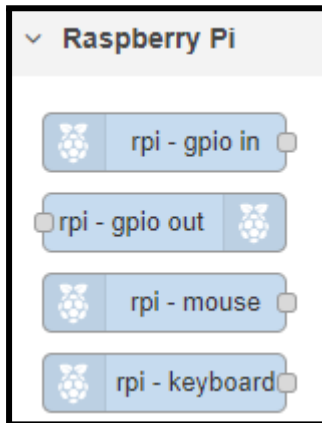 Raspberry Pi
rpi - gpio in
rpi - gpio out
rpi - mouse
rpi - keyboard